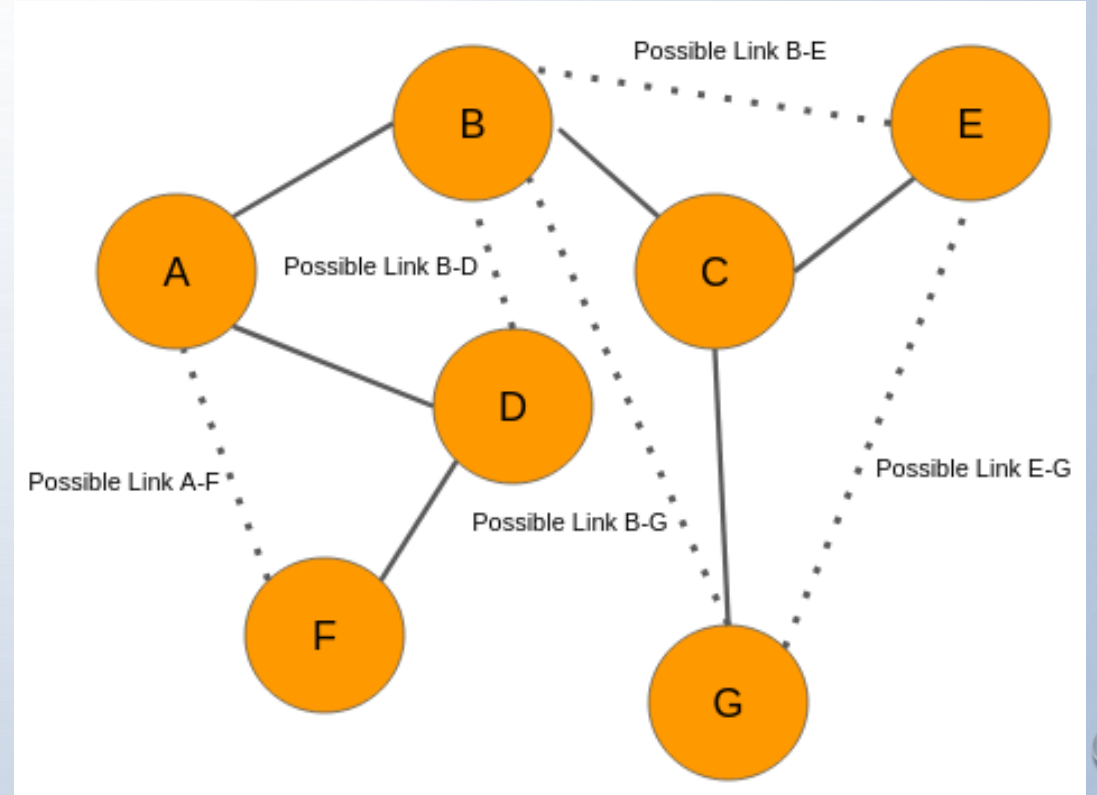 Possible Link B-E
B
E
A
Possible Link B-D
C
D
Possible Link A-F
Possible Link E-G
Possible Link B-G
F
G